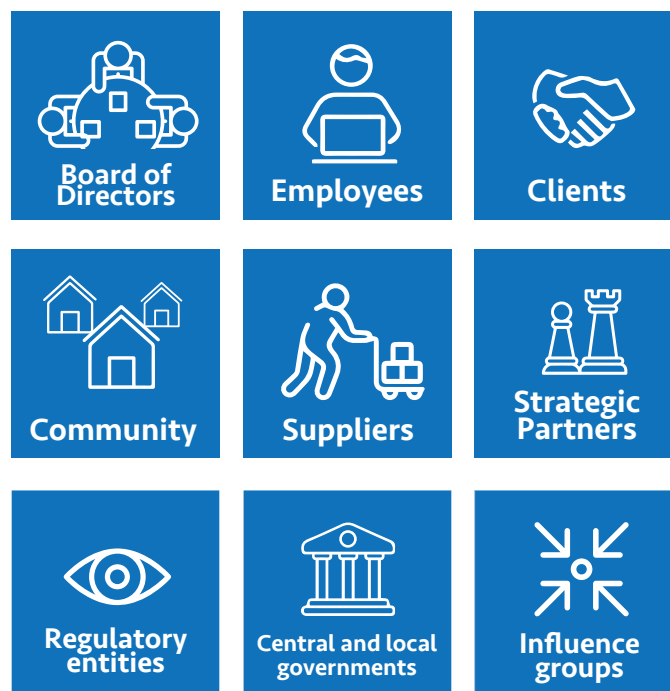 Board of
Directors
Employees
Clients
Community
Suppliers
Strategic
Partners
Regulatory
entities
Central and local
governments
Influence
groups